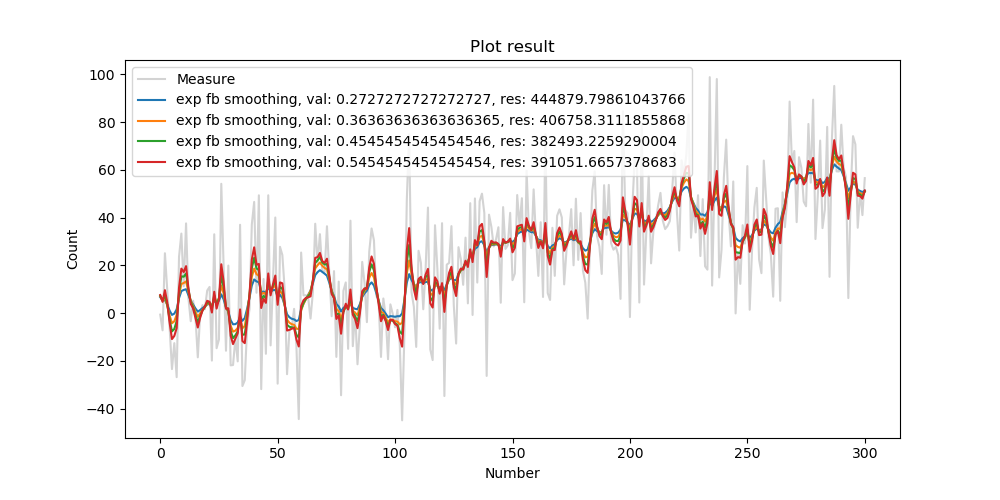 Plot result
Measure
exp fb smoothing, val: 0.2727272727272727, res: 444879.79861043766
exp fb smoothing, val: 0.36363636363636365, res: 406758.3111855868
exp fb smoothing, val: 0.4545454545454546, res: 382493.2259290004
exp fb smoothing, val: 0.5454545454545454, res: 391051.6657378683
100
80
60
40
20
0
−20
−40
Count
0 50 100 150 200 250 300
Number